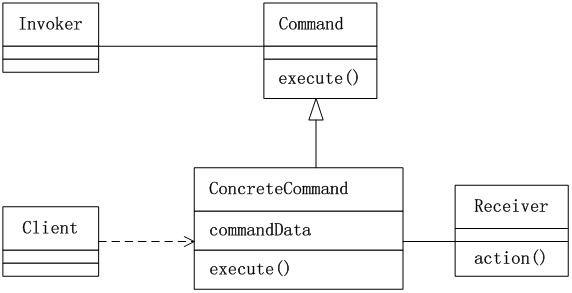 Invoker
Command
execute()
ConcreteCommand
commandData
execute()
Client
Receiver
action()